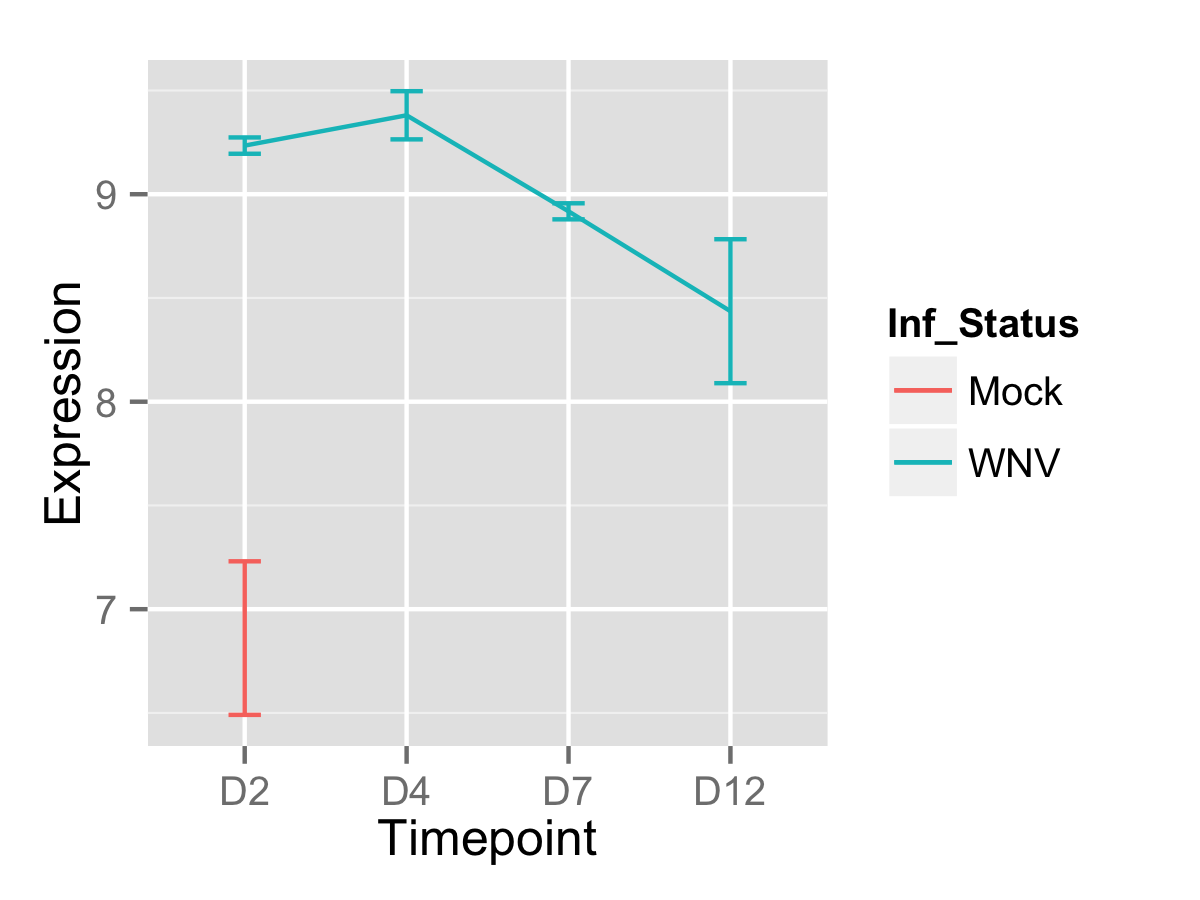 9
8
7
Expression
D2 D4 D7 D12
Timepoint
Inf_Status
Mock
WNV